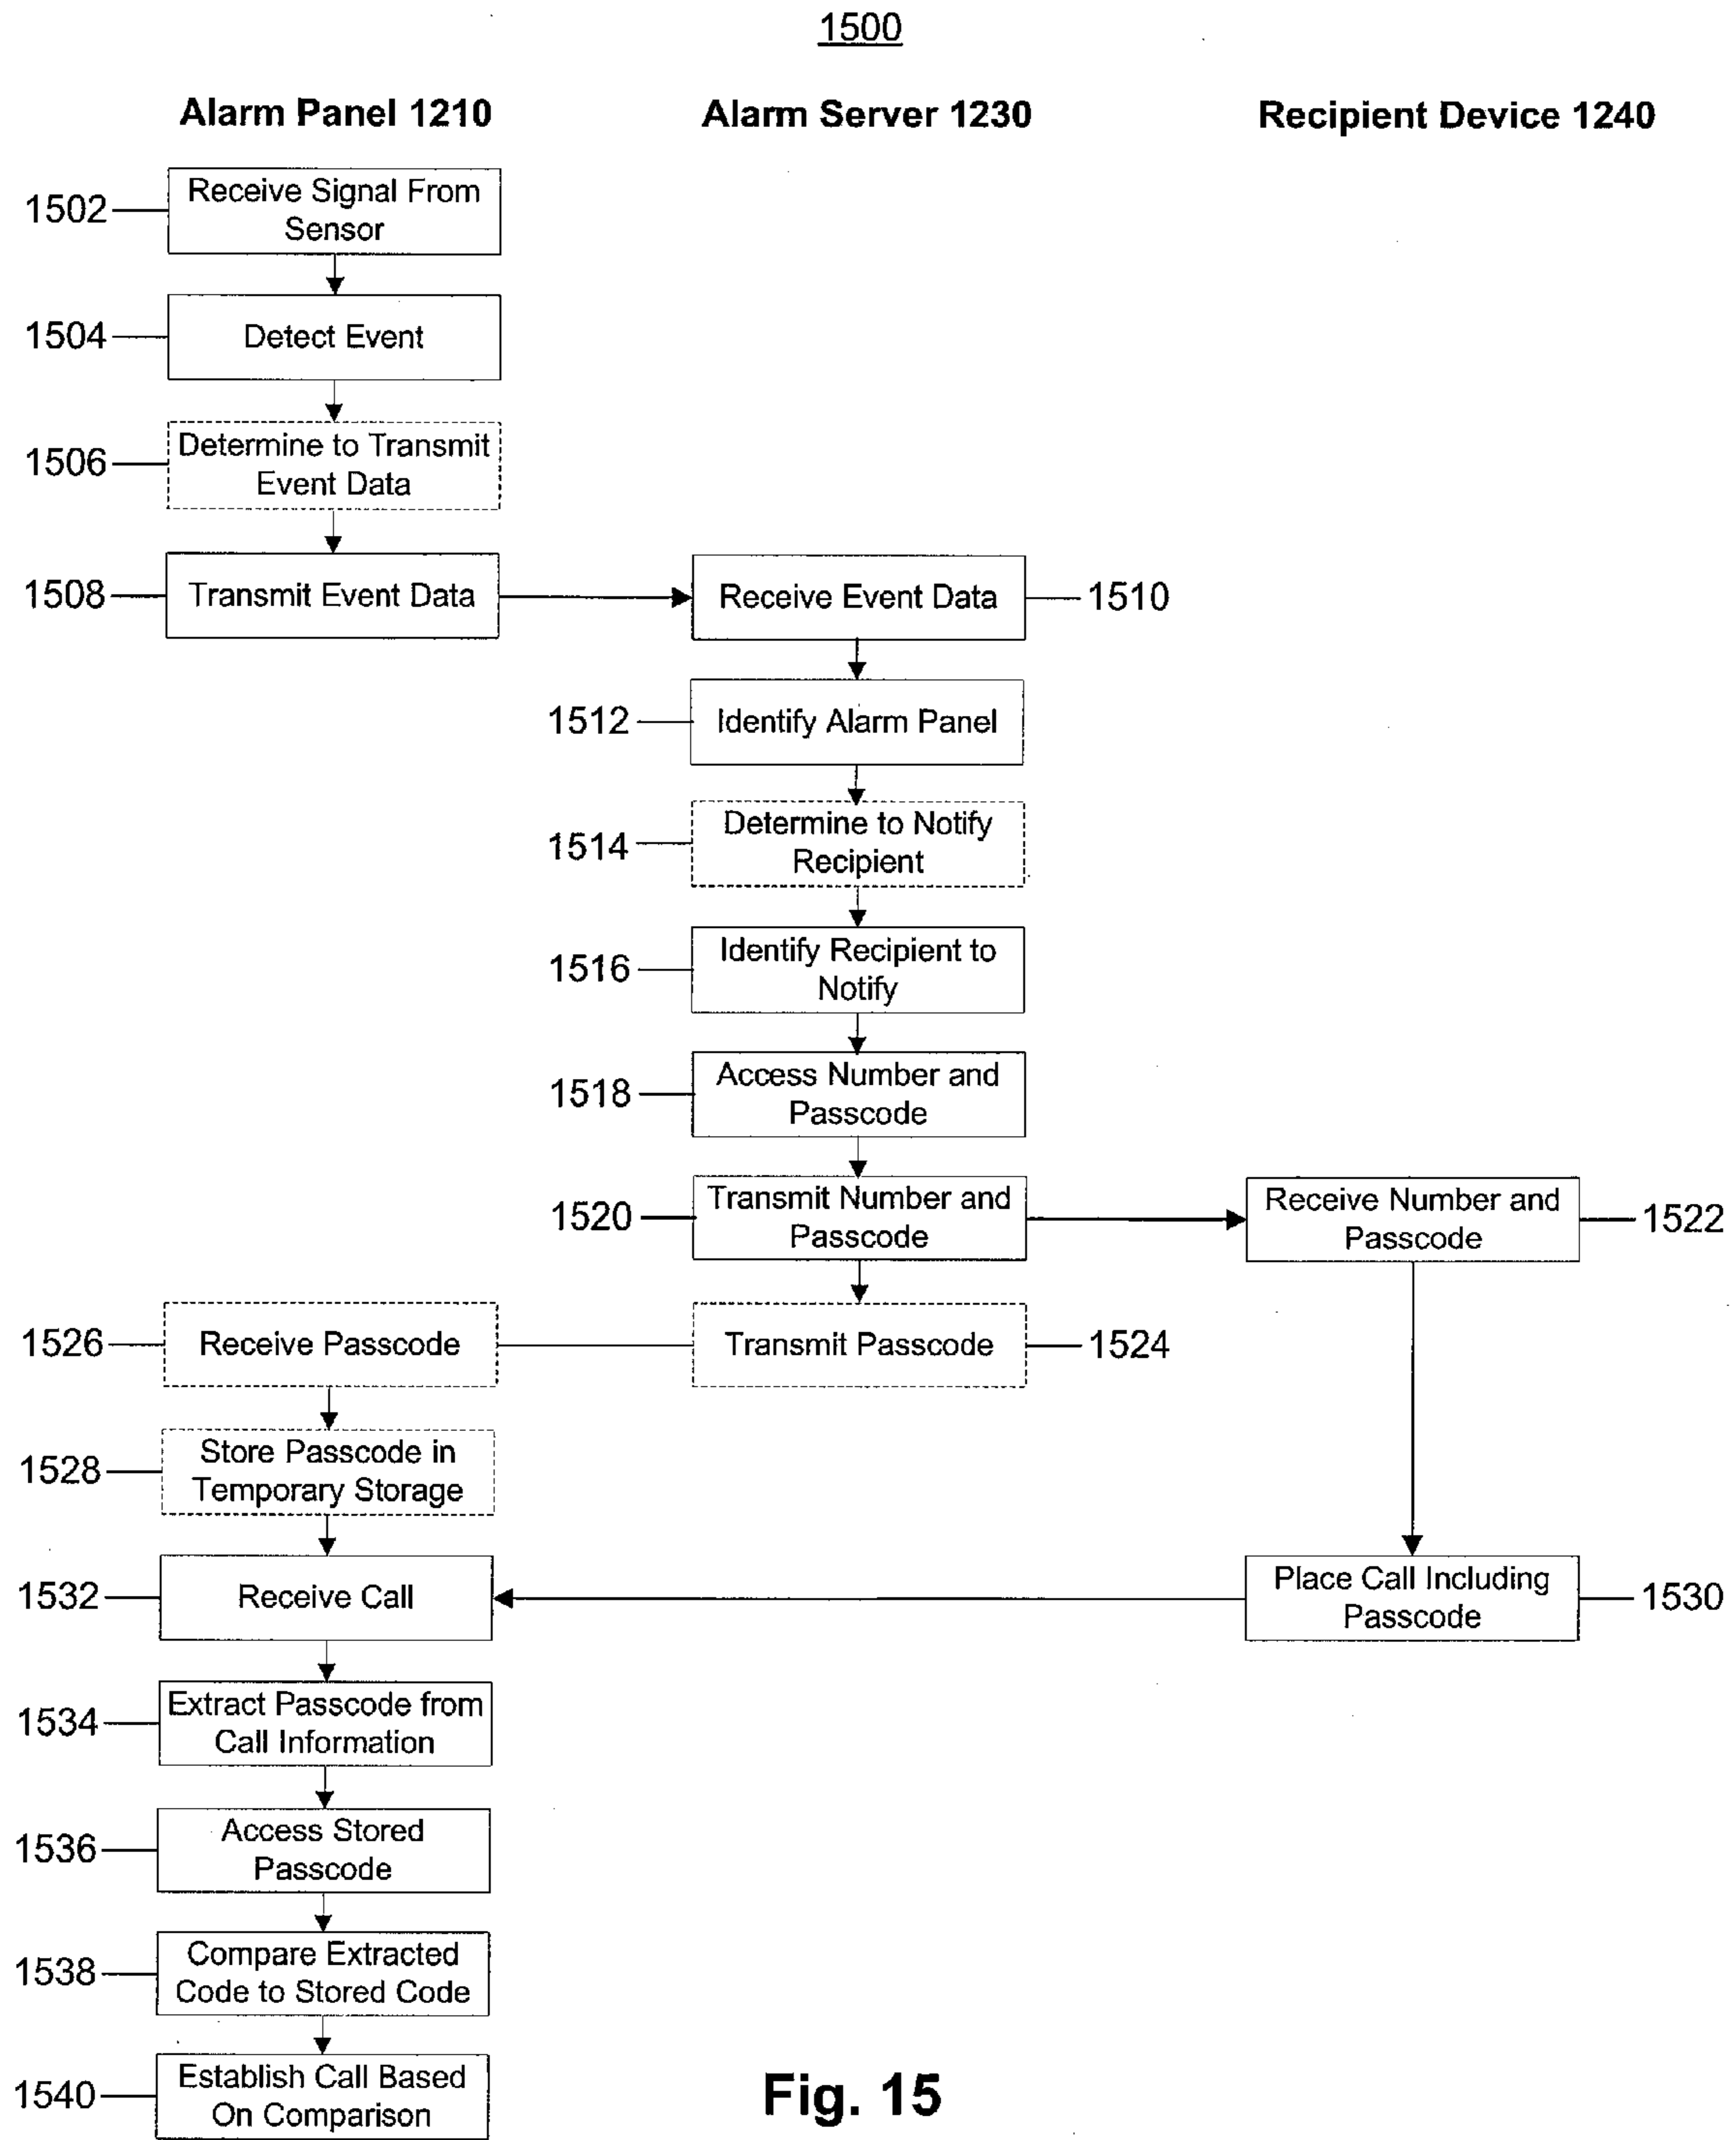 1500
Alarm Panel 1210
Alarm Server 1230
Recipient Device 1240
1502
Receive Signal From
Sensor
1504
Detect Event
1506
Determine to Transmit
Event Data
1508
Transmit Event Data
Receive Event Data
1510
1512
Identify Alarm Panel
1514
Determine to Notify
Recipient
1516
Identify Recipient to
Notify
1518
Access Number and
Passcode
1520
Transmit Number and
Passcode
Receive Number and
Passcode
1522
1526
Receive Passcode
Transmit Passcode
1524
1528
Store Passcode in
Temporary Storage
1532
Receive Call
Place Call Including
Passcode
1530
1534
Extract Passcode from
Call Information
1536
Access Stored
Passcode
1538
Compare Extracted
Code to Stored Code
1540
Establish Call Based
On Comparison
Fig. 15